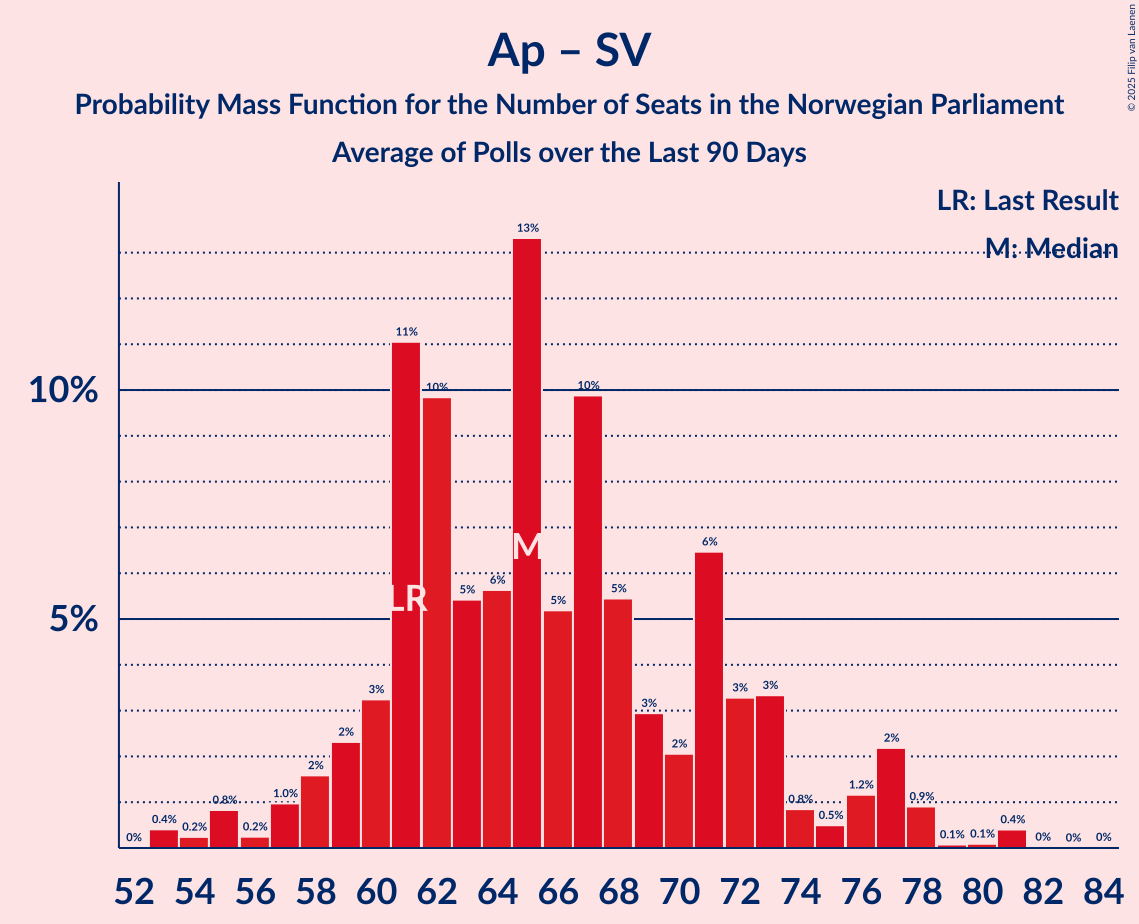 Ap – SV
Probability Mass Function for the Number of Seats in the Norwegian Parliament
Average of Polls over the Last 90 Days
© 2025 Filip van Laenen
LR: Last Result
M: Median
10%
5%
0% 0.4% 0.2% 0.8% 0.2% 1.0% 2% 2% 3% 11% 10% 5% 6% 13% 5% 10% 5% 3% 2% 6% 3% 3% 0.8% 0.5% 1.2% 2% 0.9% 0.1% 0.1% 0.4% 0% 0% 0%
LR
M
52 54 56 58 60 62 64 66 68 70 72 74 76 78 80 82 84